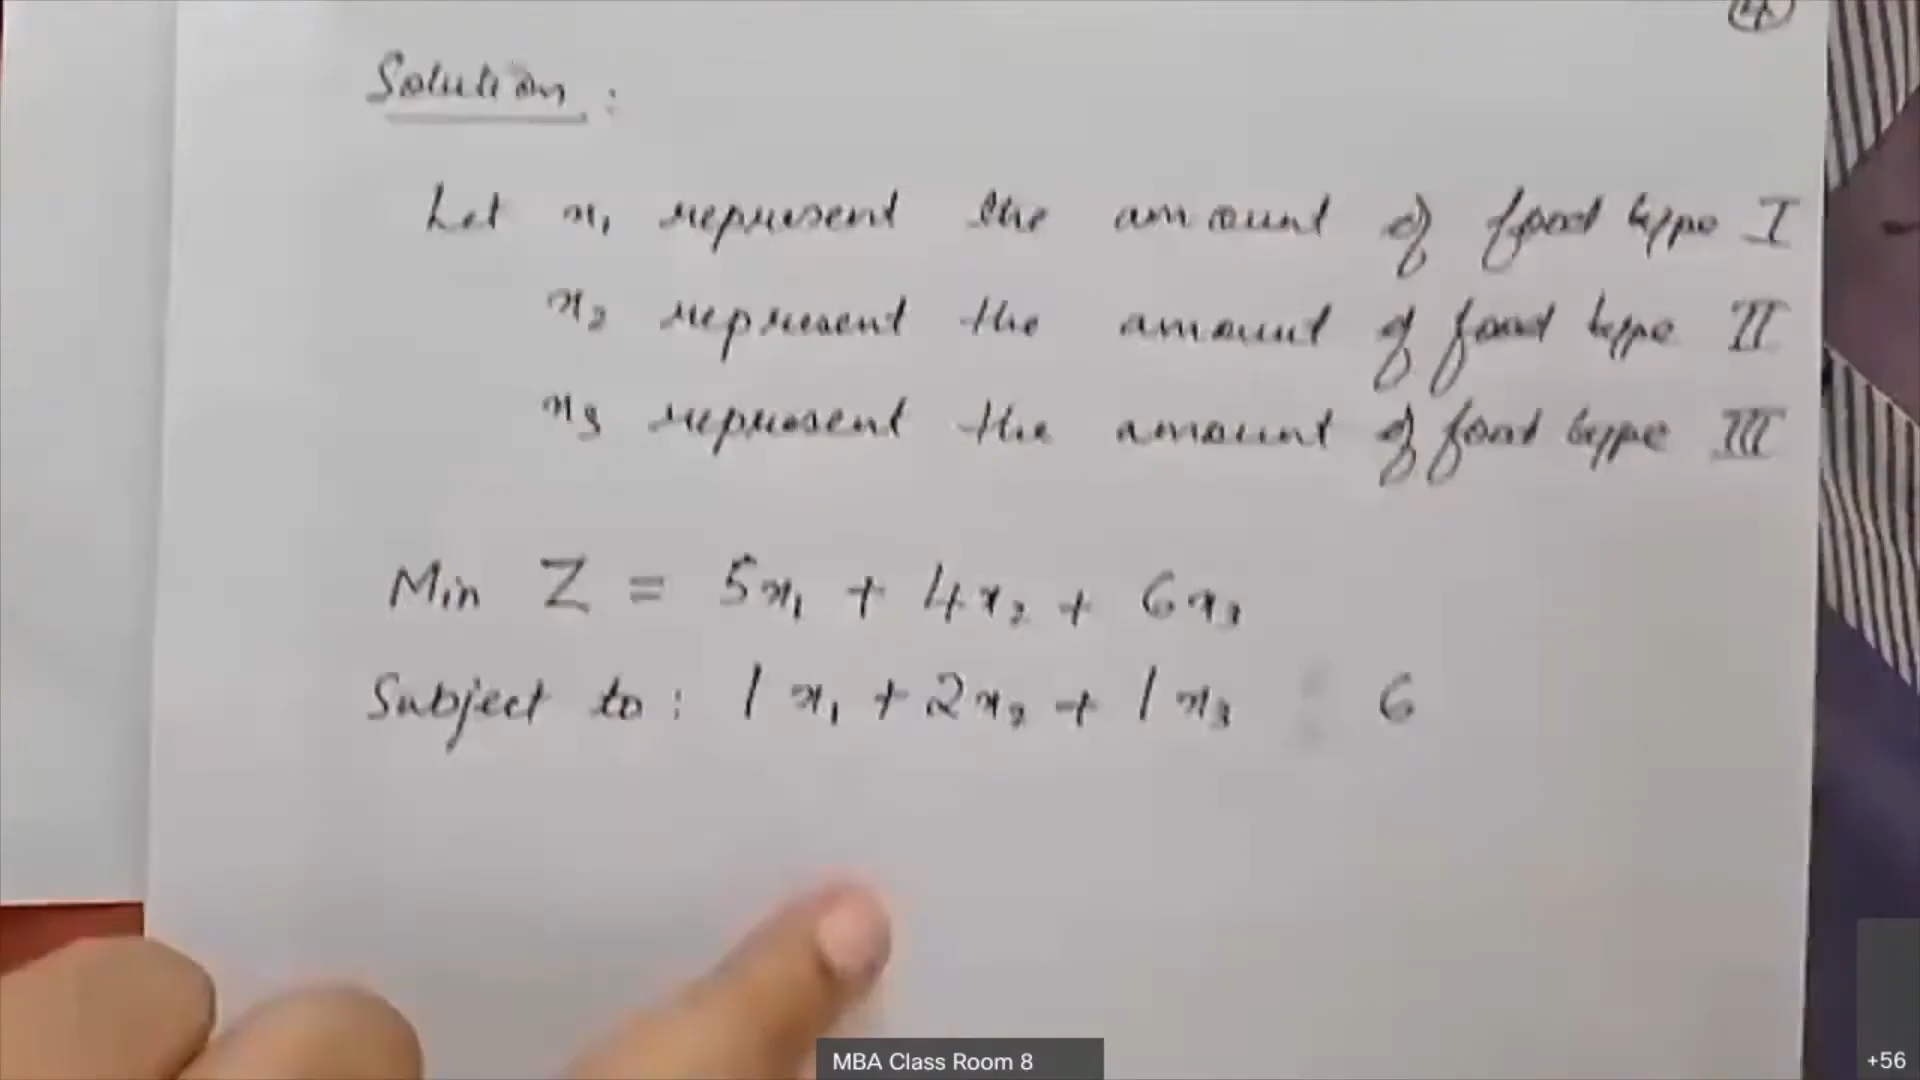 4
Solution :
Let x₁ represent the amount of food type I
x₂ represent the amount of food type II
x₃ represent the amount of food type III
Min Z = 5x₁ + 4x₂ + 6x₃
Subject to : 1x₁ + 2x₂ + 1x₃ 6
MBA Class Room 8
+56